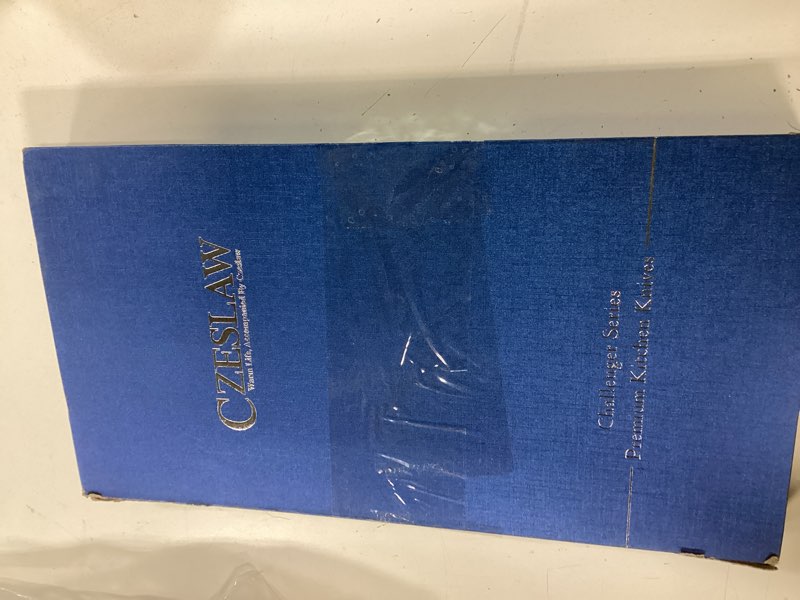 CZESLAW
Warm Life, Accompanied By Czeslaw
Challenger Series
Premium Kitchen Knives